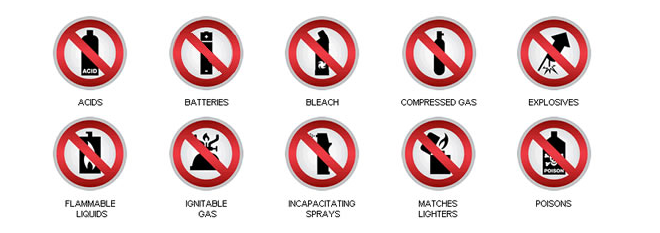 ACID
ACIDS
BATTERIES
BLEACH
COMPRESSED GAS
EXPLOSIVES
POISON
FLAMMABLE
LIQUIDS
IGNITABLE
GAS
INCAPACITATING
SPRAYS
MATCHES
LIGHTERS
POISONS